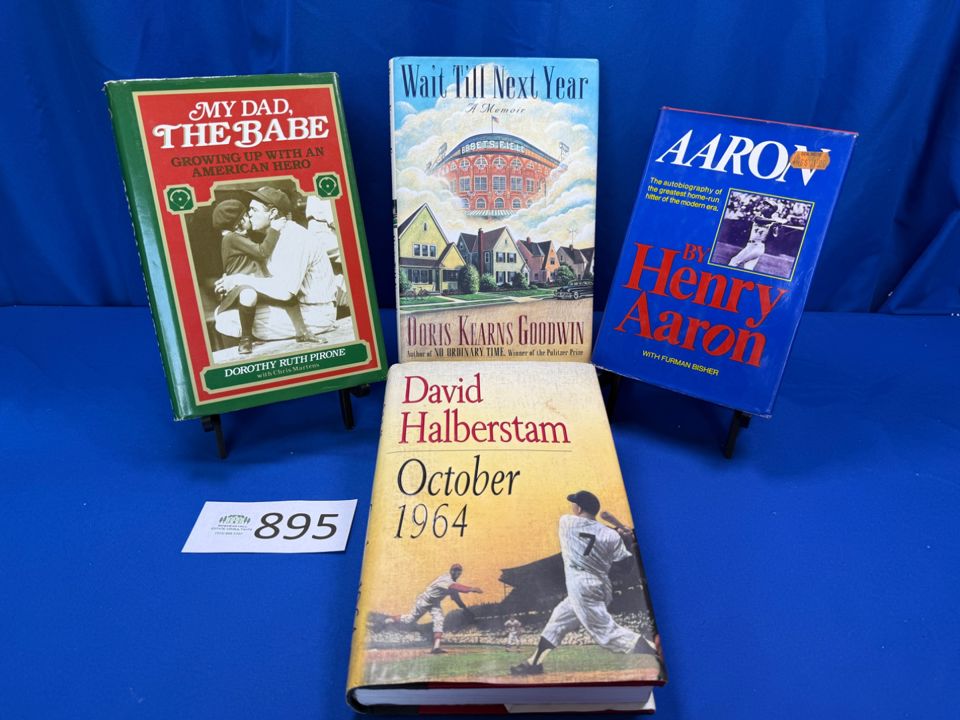 MY DAD,
THE BABE
GROWING UP WITH AN
AMERICAN HERO
DOROTHY RUTH PIRONE
with Chris Martens
Wait Till Next Year
A Memoir
EBBETS FIELD
DORIS KEARNS GOODWIN
Author of NO ORDINARY TIME, Winner of the Pulitzer Prize
AARON
The autobiography of
the greatest home-run
hitter of the modern era.
BY
Henry
Aaron
WITH FURMAN BISHER
David
Halberstam
October
1964
7
895